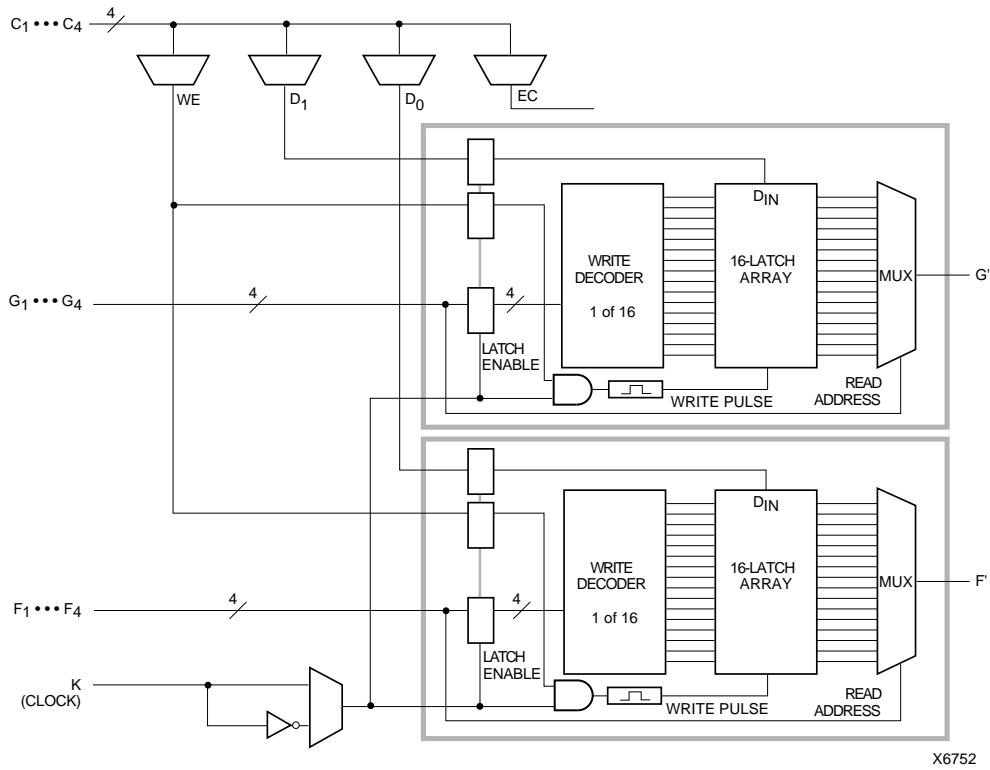 C1 ••• C4
4
WE
D1
D0
EC
DIN
WRITE
DECODER
1 of 16
16-LATCH
ARRAY
MUX
G'
G1 ••• G4
4
4
LATCH
ENABLE
WRITE PULSE
READ
ADDRESS
DIN
WRITE
DECODER
1 of 16
16-LATCH
ARRAY
MUX
F'
F1 ••• F4
4
4
LATCH
ENABLE
WRITE PULSE
READ
ADDRESS
K
(CLOCK)
X6752